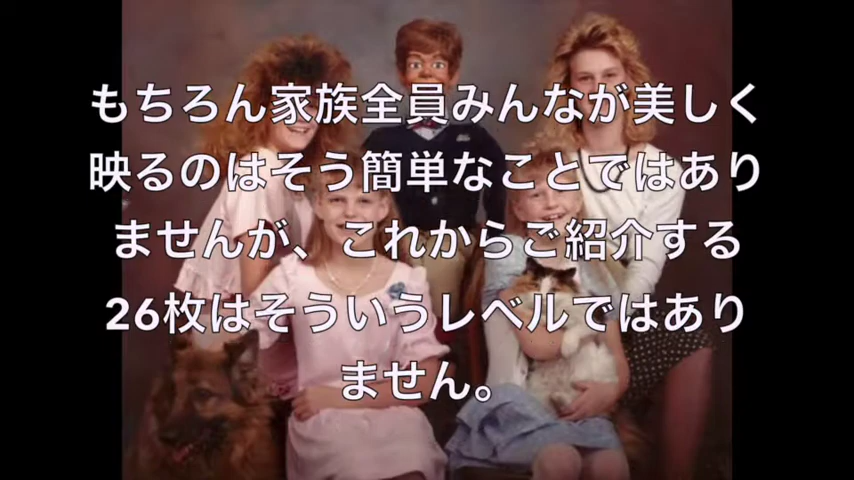 もちろん家族全員みんなが美しく
映るのはそう簡単なことではあり
ませんが、これからご紹介する
26枚はそういうレベルではあり
ません。